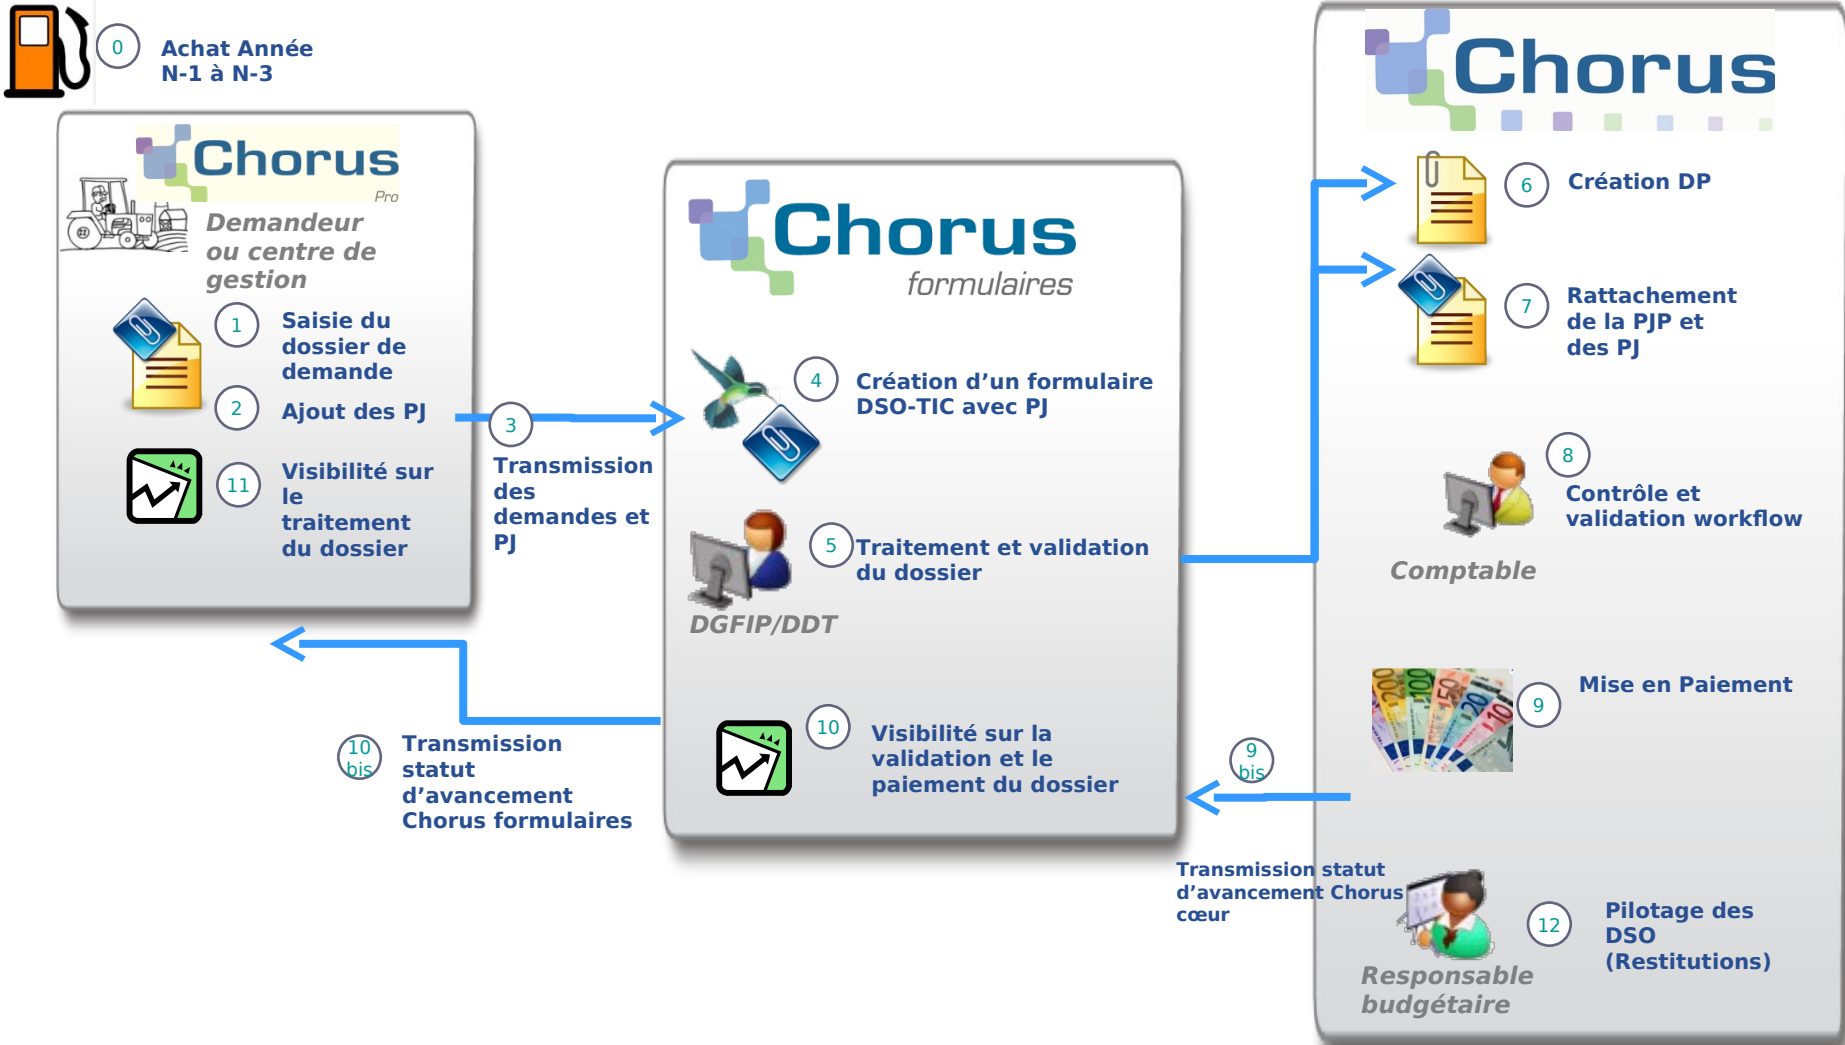 0
Achat Année
N-1 à N-3
Chorus
Pro
Demandeur
ou centre de
gestion
1
Saisie du
dossier de
demande
2
Ajout des PJ
11
Visibilité sur
le
traitement
du dossier
3
Transmission
des
demandes et
PJ
Chorus
formulaires
4
Création d’un formulaire
DSO-TIC avec PJ
5
Traitement et validation
du dossier
DGFIP/DDT
10
Visibilité sur la
validation et le
paiement du dossier
10
bis
Transmission
statut
d’avancement
Chorus formulaires
Chorus
6
Création DP
7
Rattachement
de la PJP et
des PJ
8
Contrôle et
validation workflow
Comptable
9
Mise en Paiement
200
100
50
20
10
9
bis
Transmission statut
d’avancement Chorus
cœur
12
Pilotage des
DSO
(Restitutions)
Responsable
budgétaire